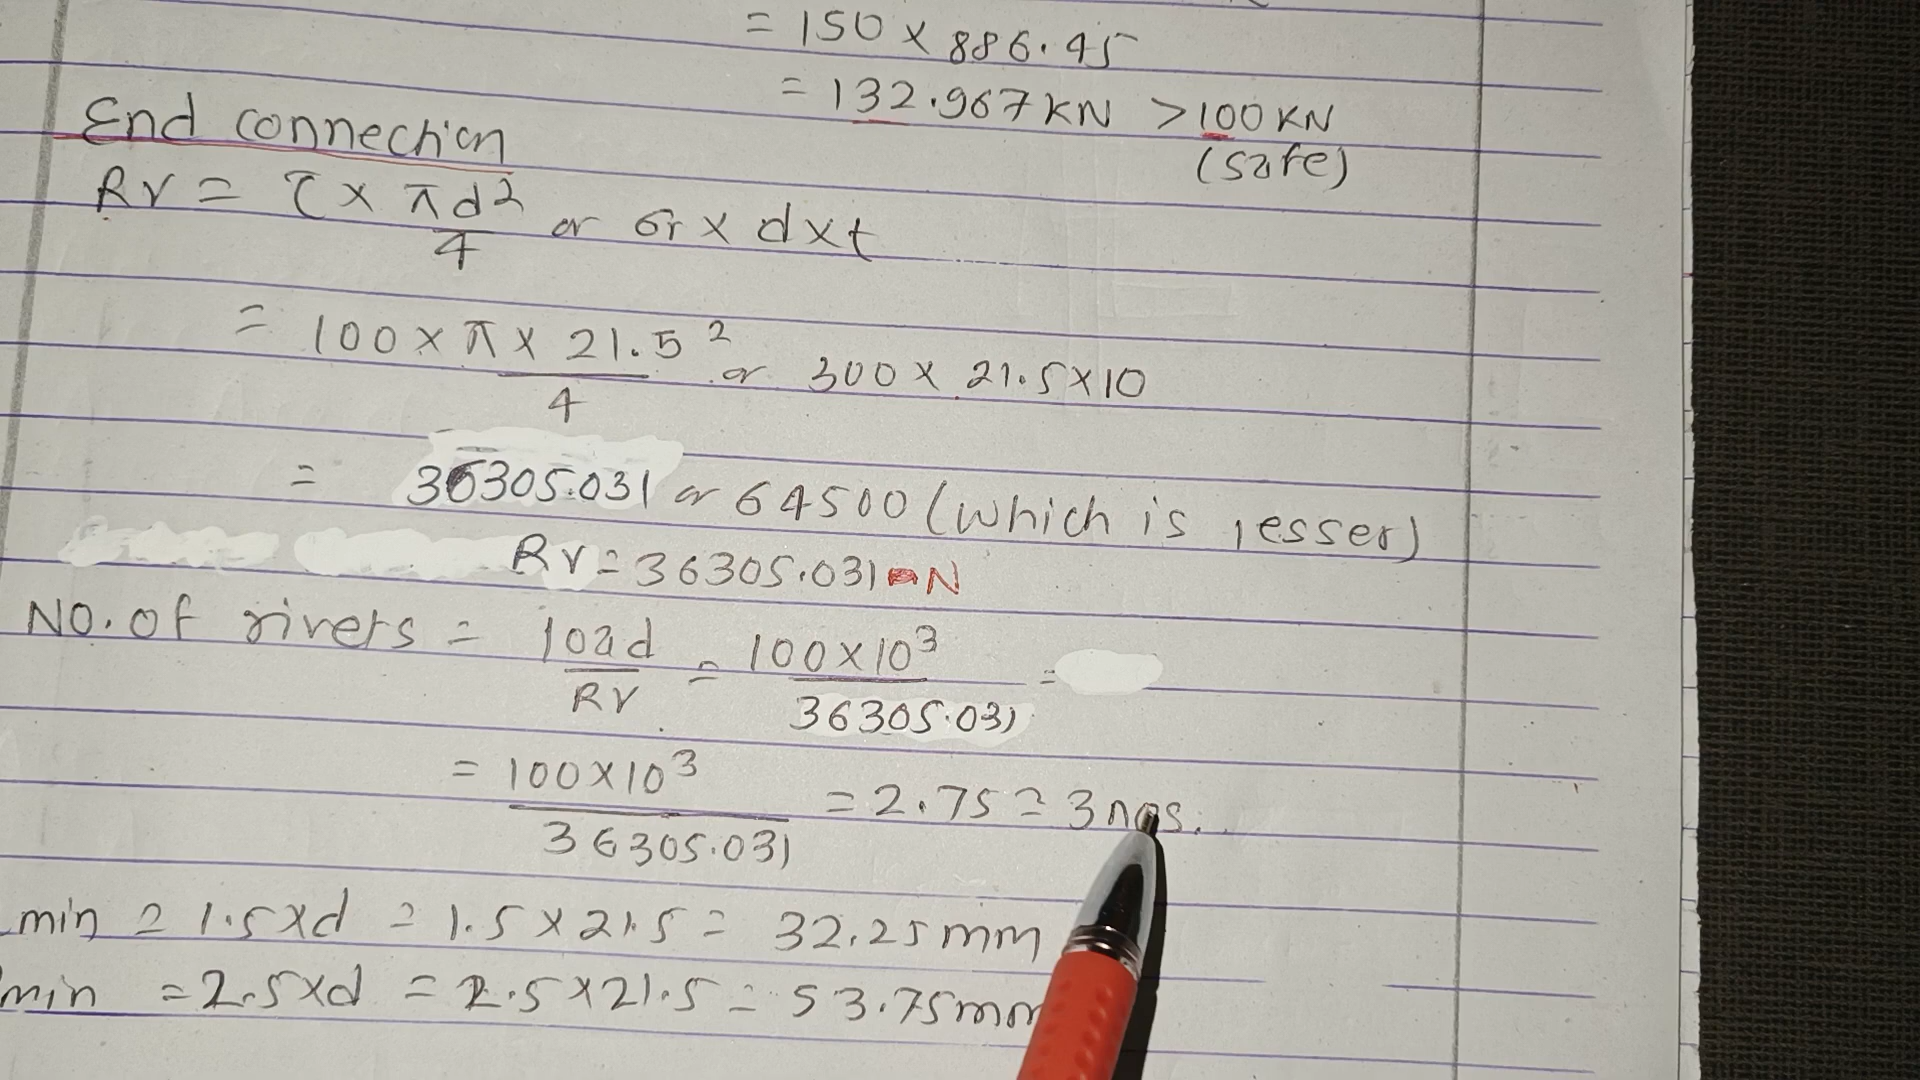 = 150 × 886.45
= 132.967 KN > 100 KN
(safe)
End connection
RV = τ × πd²/4 or σr × d × t
= 100 × π × 21.5²/4 or 300 × 21.5 × 10
= 36305.031 or 64500 (which is lesser)
RV = 36305.031 N
NO. of rivets = load/RV = 100×10³/36305.031 =
= 100×10³/36305.031 = 2.75 = 3 nos.
min = 1.5×d = 1.5 × 21.5 = 32.25 mm
min = 2.5×d = 2.5 × 21.5 = 53.75 mm